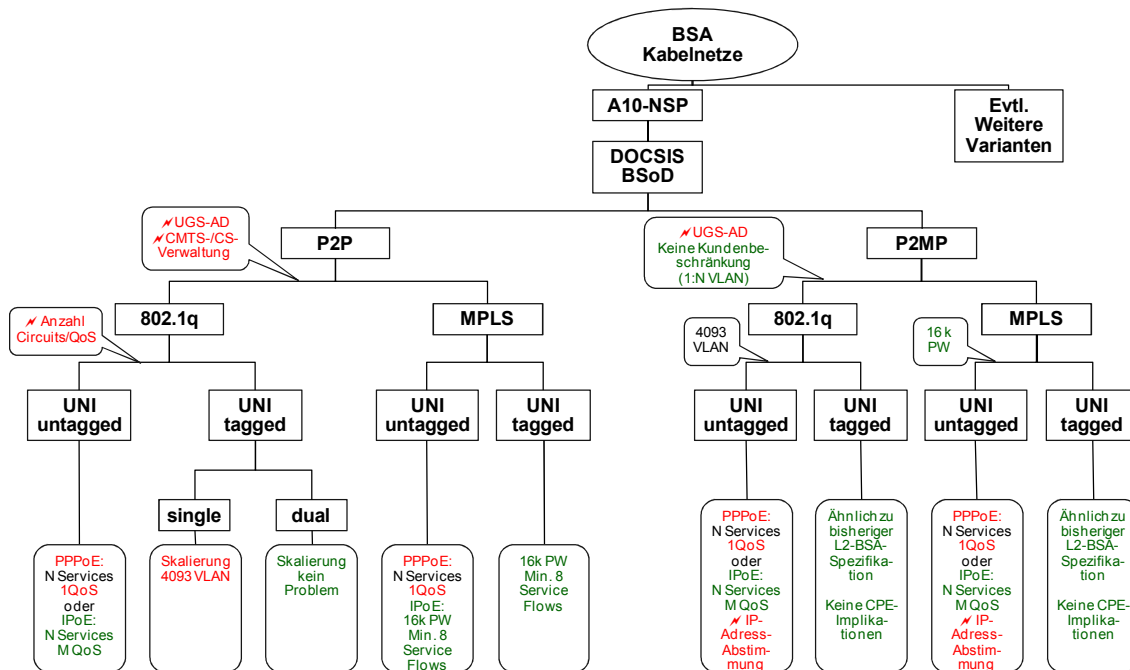 BSA
Kabelnetze
A10-NSP
Evtl.
Weitere
Varianten
DOCSIS
BSoD
UGS-AD
CMTS-/CS-
Verwaltung
P2P
UGS-AD
Keine Kundenbe-
schränkung
(1:N VLAN)
P2MP
Anzahl
Circuits/QoS
802.1q
MPLS
4093
VLAN
802.1q
16k
PW
MPLS
UNI
untagged
UNI
tagged
UNI
untagged
UNI
tagged
UNI
untagged
UNI
tagged
UNI
untagged
UNI
tagged
single
dual
PPPoE:
N Services
1QoS
oder
IPoE:
N Services
M QoS
Skalierung
4093 VLAN
Skalierung
kein
Problem
PPPoE:
N Services
1QoS
IPoE:
16k PW
Min. 8
Service
Flows
16k PW
Min. 8
Service
Flows
PPPoE:
N Services
1QoS
oder
IPoE:
N Services
M QoS
IP-
Adress-
Abstim-
mung
Ähnlich zu
bisheriger
L2-BSA-
Spezifika-
tion
Keine CPE-
Implika-
tionen
PPPoE:
N Services
1QoS
oder
IPoE:
N Services
M QoS
IP-
Adress-
Abstim-
mung
Ähnlich zu
bisheriger
L2-BSA-
Spezifika-
tion
Keine CPE-
Implika-
tionen